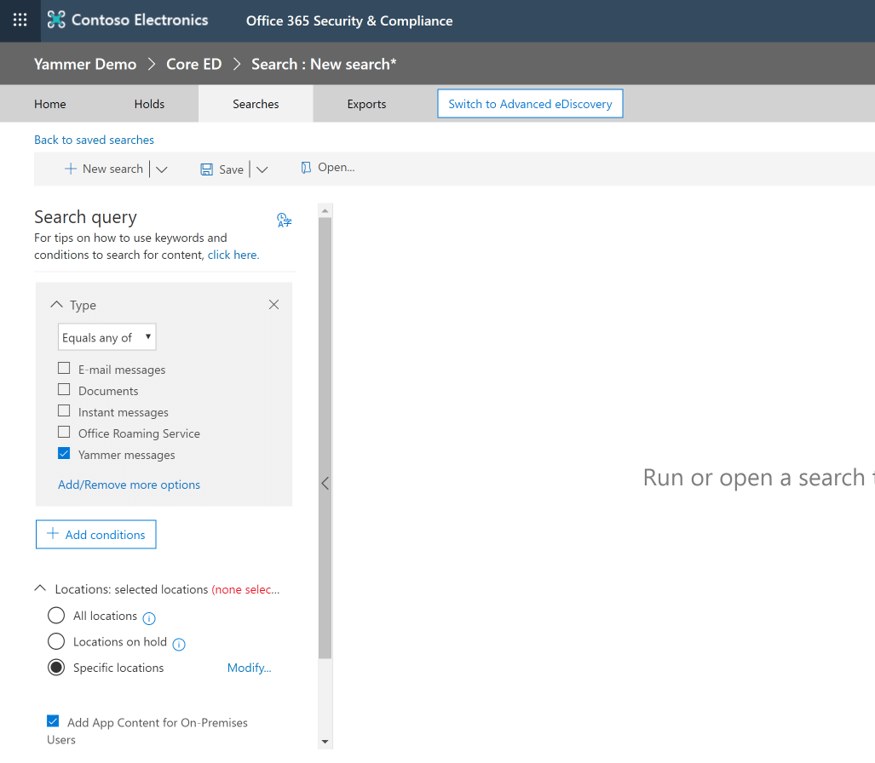 Contoso Electronics Office 365 Security & Compliance
Yammer Demo > Core ED > Search : New search*
Home Holds Searches Exports Switch to Advanced eDiscovery
Back to saved searches
+ New search Save Open...
Search query
For tips on how to use keywords and
conditions to search for content, click here.
Type
Equals any of
E-mail messages
Documents
Instant messages
Office Roaming Service
Yammer messages
Add/Remove more options
+ Add conditions
Run or open a search
Locations: selected locations (none selec...
All locations
Locations on hold
Specific locations Modify...
Add App Content for On-Premises
Users